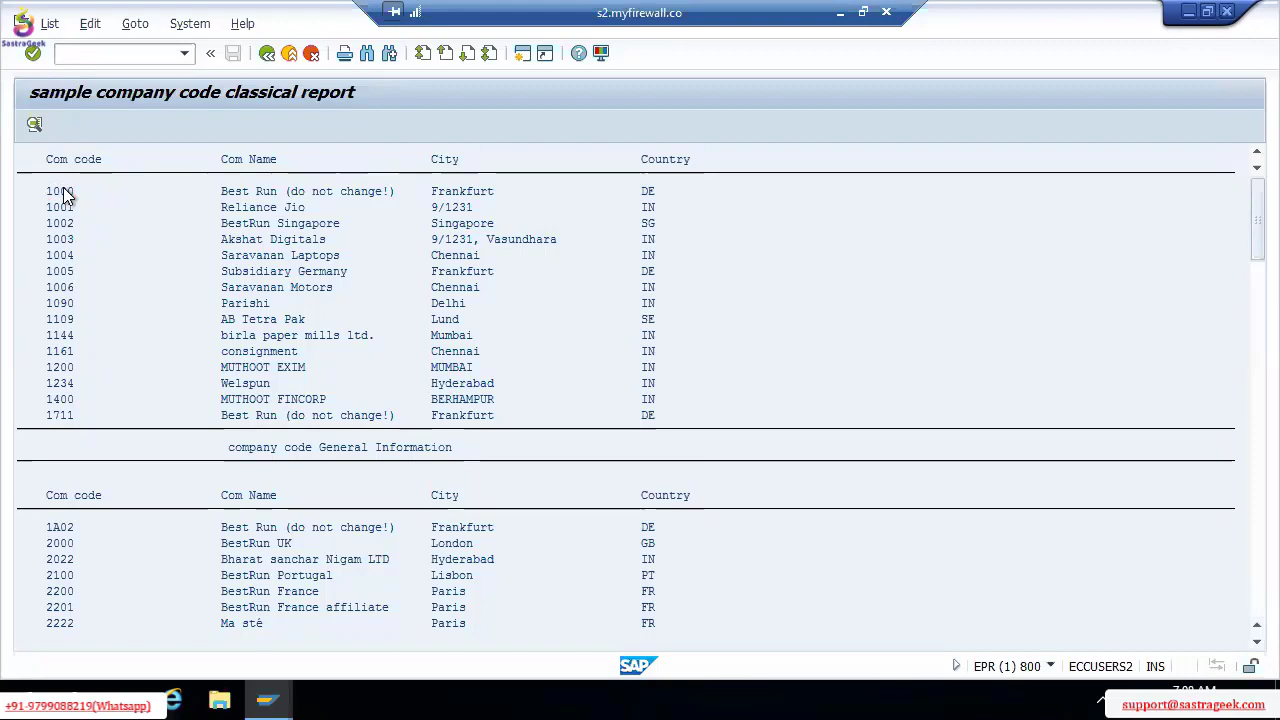 s2.myfirewall.co
List Edit Goto System Help
SastraGeek
sample company code classical report
Com code Com Name City Country
Best Run (do not change!) Frankfurt DE
Reliance Jio 9/1231 IN
1002 BestRun Singapore Singapore SG
1003 Akshat Digitals 9/1231, Vasundhara IN
1004 Saravanan Laptops Chennai IN
1005 Subsidiary Germany Frankfurt DE
1006 Saravanan Motors Chennai IN
1090 Parishi Delhi IN
1109 AB Tetra Pak Lund SE
1144 birla paper mills ltd. Mumbai IN
1161 consignment Chennai IN
1200 MUTHOOT EXIM MUMBAI IN
1234 Welspun Hyderabad IN
1400 MUTHOOT FINCORP BERHAMPUR IN
1711 Best Run (do not change!) Frankfurt DE
company code General Information
Com code Com Name City Country
1A02 Best Run (do not change!) Frankfurt DE
2000 BestRun UK London GB
2022 Bharat sanchar Nigam LTD Hyderabad IN
2100 BestRun Portugal Lisbon PT
2200 BestRun France Paris FR
2201 BestRun France affiliate Paris FR
2222 Ma sté Paris FR
SAP EPR (1) 800 ECCUSERS2 INS
+91-9799088219(Whatsapp) support@sastrageek.com